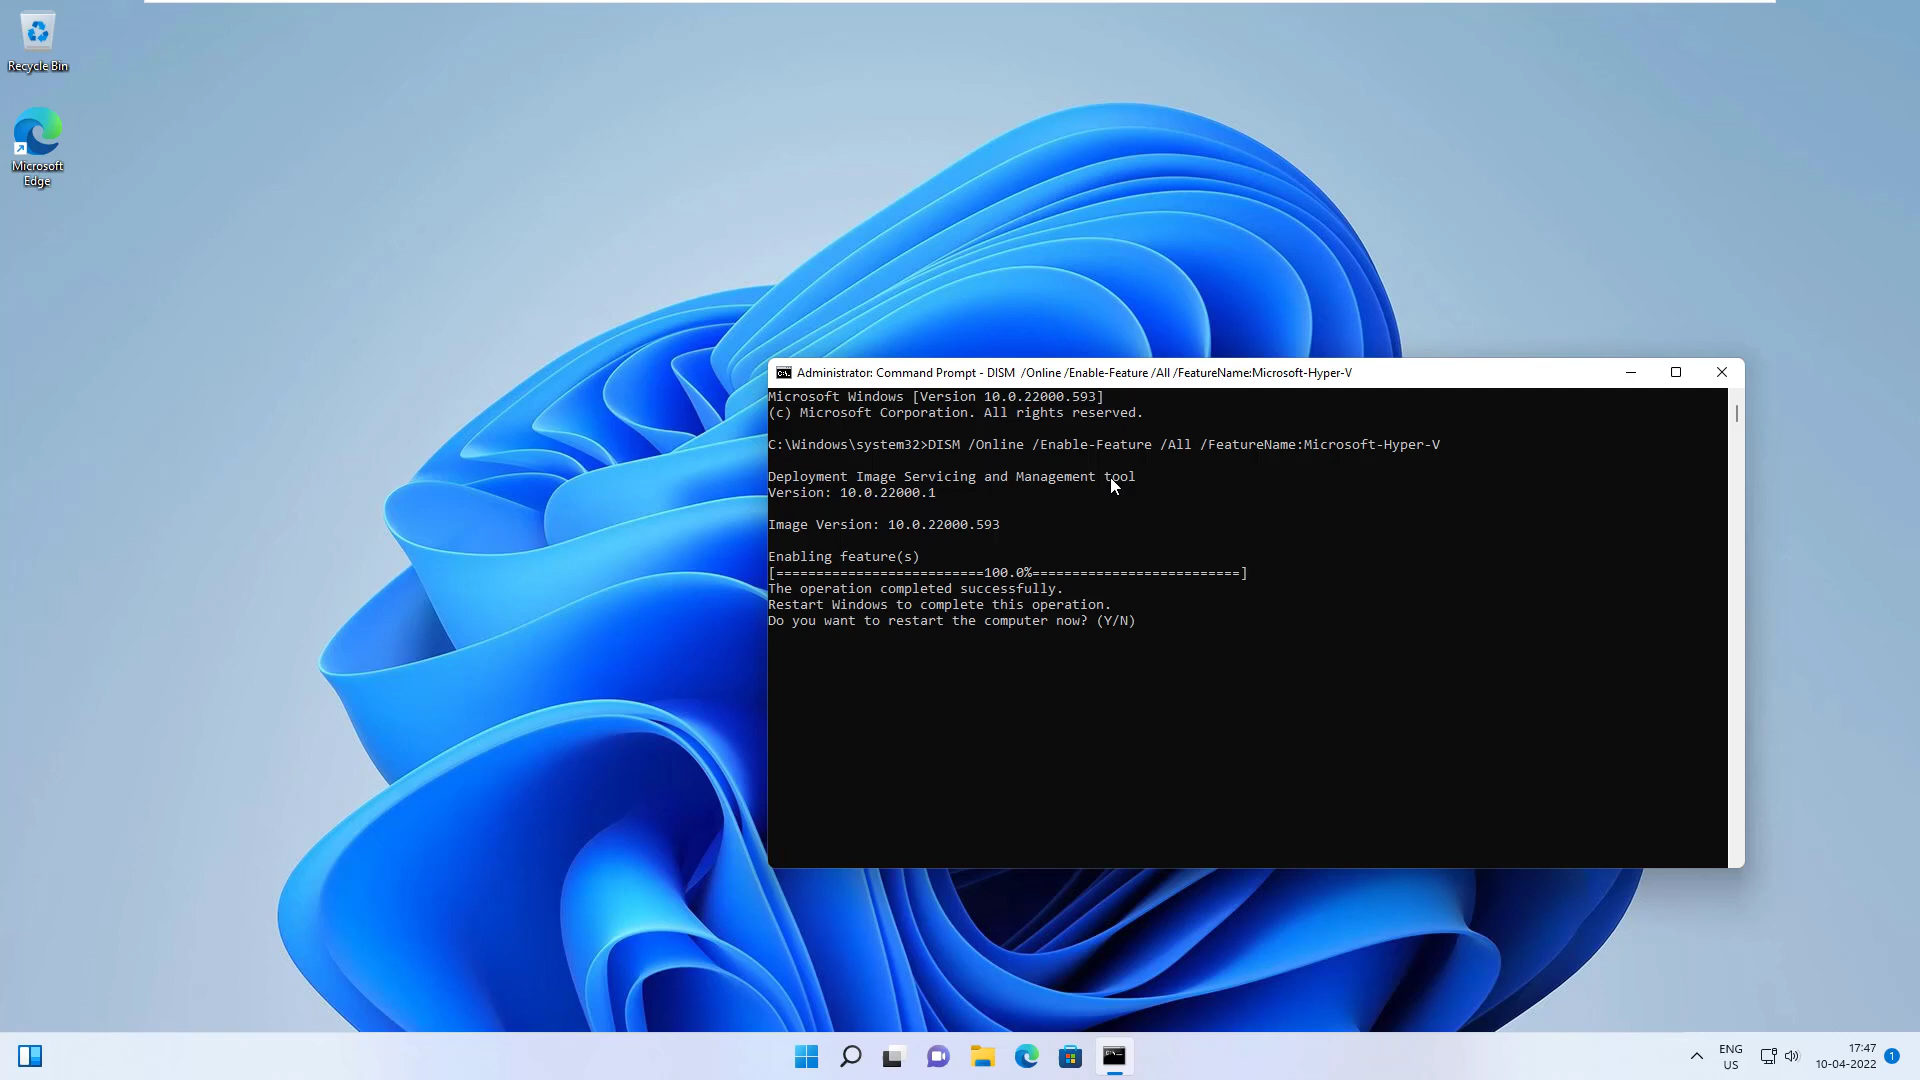 Recycle Bin
Microsoft
Edge
Administrator: Command Prompt - DISM  /Online /Enable-Feature /All /FeatureName:Microsoft-Hyper-V
Microsoft Windows [Version 10.0.22000.593]
(c) Microsoft Corporation. All rights reserved.
C:\Windows\system32>DISM /Online /Enable-Feature /All /FeatureName:Microsoft-Hyper-V
Deployment Image Servicing and Management tool
Version: 10.0.22000.1
Image Version: 10.0.22000.593
Enabling feature(s)
[==========================100.0%==========================]
The operation completed successfully.
Restart Windows to complete this operation.
Do you want to restart the computer now? (Y/N)
ENG
US
17:47
10-04-2022
1